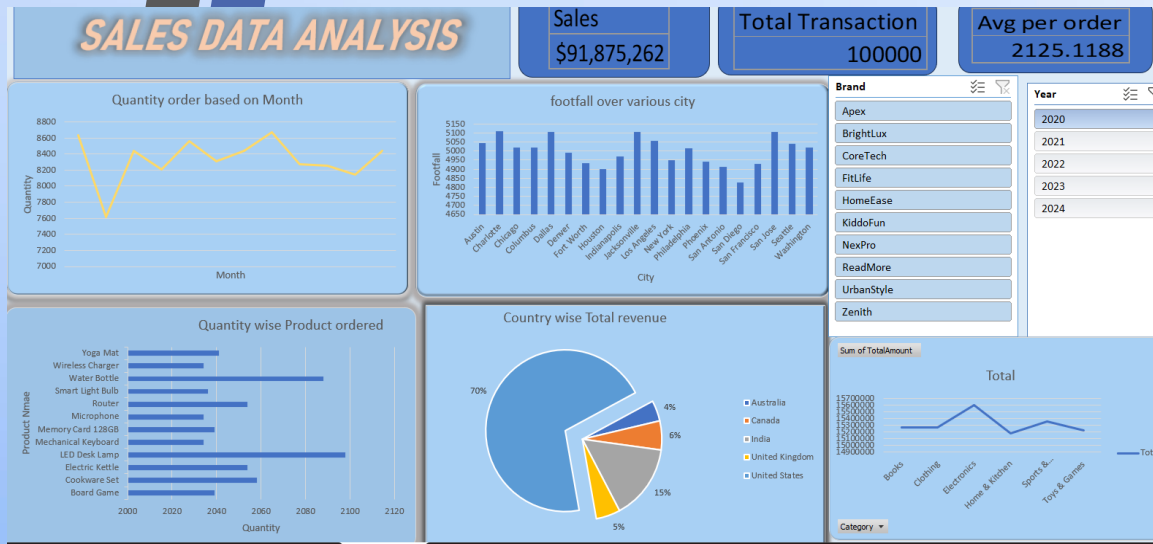 SALES DATA ANALYSIS
Sales
$91,875,262
Total Transaction
100000
Avg per order
2125.1188
Quantity order based on Month
8800
8600
8400
8200
8000
7800
7600
7400
7200
7000
Quantity
Month
footfall over various city
5150
5100
5050
5000
4950
4900
4850
4800
4750
4700
4650
Footfall
Austin
Charlotte
Chicago
Columbus
Dallas
Denver
Fort Worth
Houston
Indianapolis
Jacksonville
Los Angeles
New York
Philadelphia
Phoenix
San Antonio
San Diego
San Francisco
San Jose
Seattle
Washington
City
Brand
Apex
BrightLux
CoreTech
FitLife
HomeEase
KiddoFun
NexPro
ReadMore
UrbanStyle
Zenith
Year
2020
2021
2022
2023
2024
Quantity wise Product ordered
Product Nmae
Yoga Mat
Wireless Charger
Water Bottle
Smart Light Bulb
Router
Microphone
Memory Card 128GB
Mechanical Keyboard
LED Desk Lamp
Electric Kettle
Cookware Set
Board Game
2000 2020 2040 2060 2080 2100 2120
Quantity
Country wise Total revenue
70%
4%
6%
15%
5%
Australia
Canada
India
United Kingdom
United States
Sum of TotalAmount
Total
15700000
15600000
15500000
15400000
15300000
15200000
15100000
15000000
14900000
Books
Clothing
Electronics
Home & Kitchen
Sports &...
Toys & Games
Tot
Category